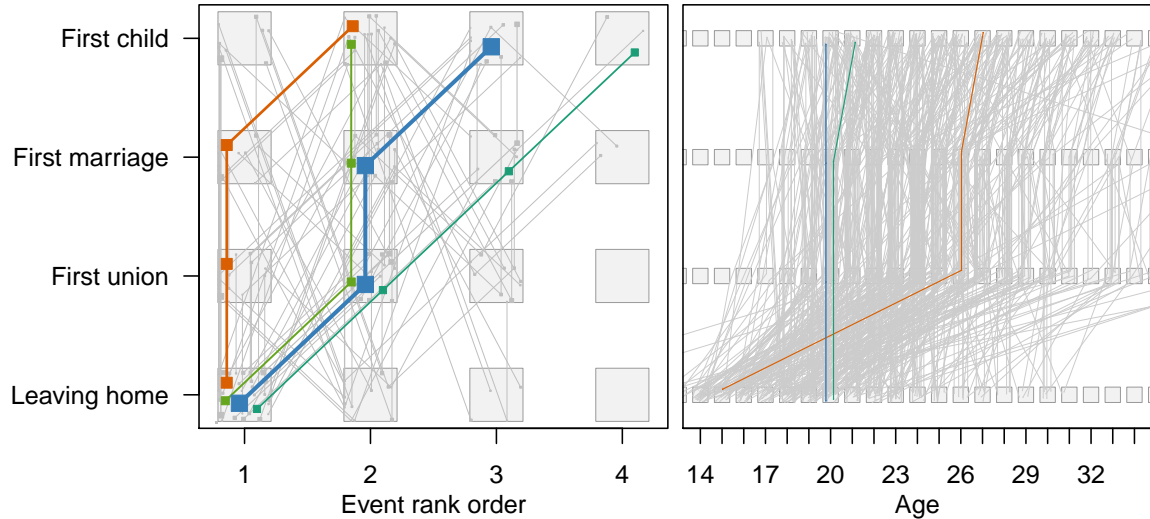 First child
First marriage
First union
Leaving home
1 2 3 4
Event rank order
14 17 20 23 26 29 32
Age